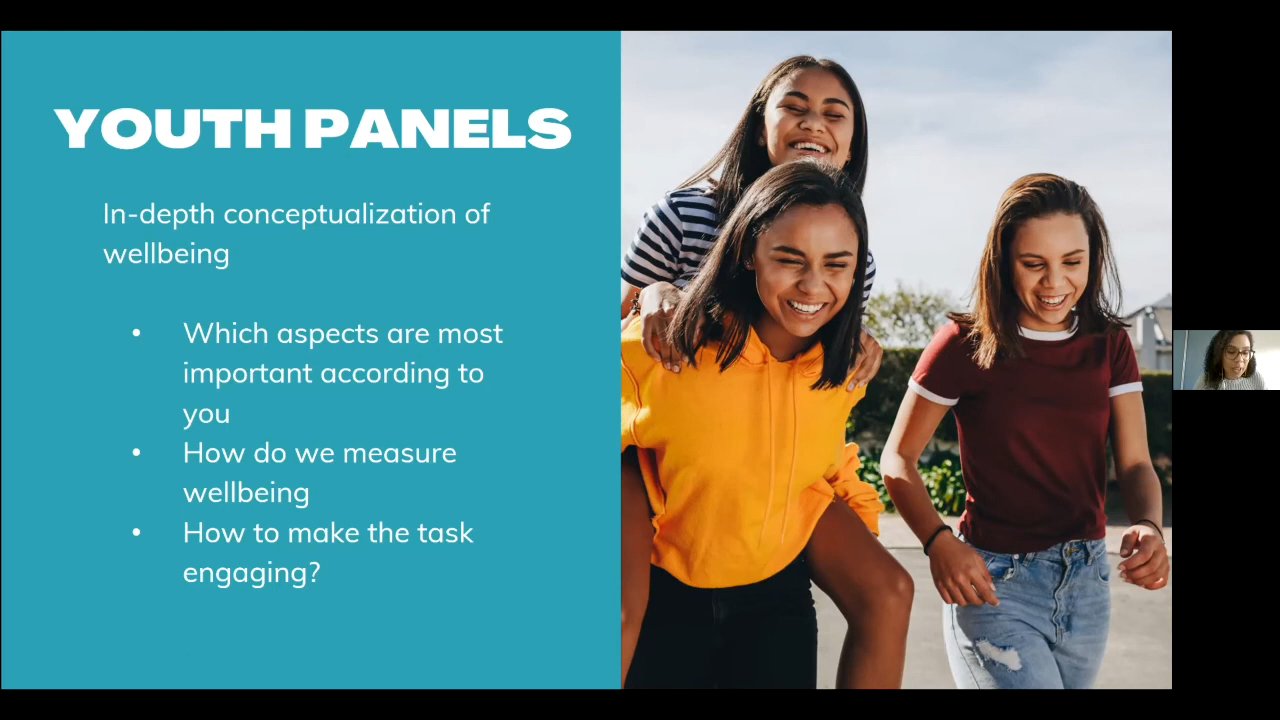 YOUTH PANELS
In-depth conceptualization of
wellbeing
• Which aspects are most
important according to
you
• How do we measure
wellbeing
• How to make the task
engaging?